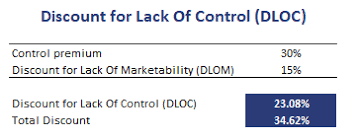 Discount for Lack Of Control (DLOC)
Control premium 30%
Discount for Lack Of Marketability (DLOM) 15%
Discount for Lack Of Control (DLOC) 23.08%
Total Discount 34.62%